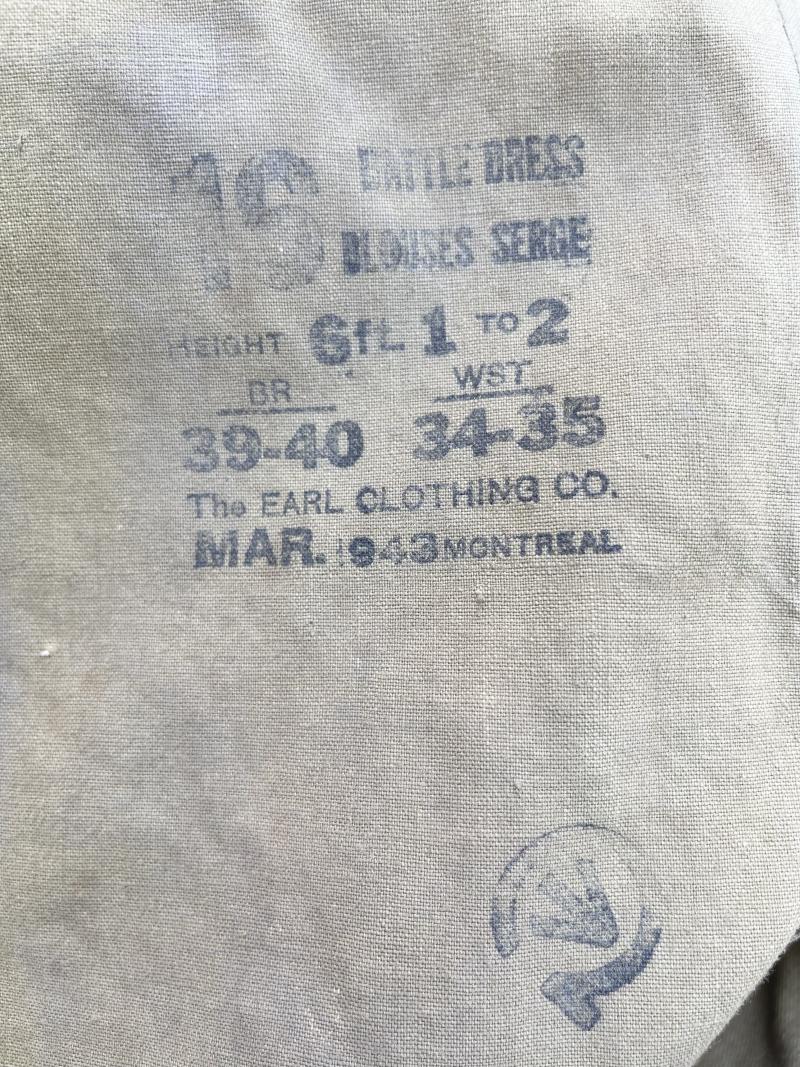 16 BATTLE DRESS
BLOUSES SERGE
HEIGHT 6ft. 1 TO 2
BR WST
39-40 34-35
The EARL CLOTHING CO.
MAR. 1943 MONTREAL